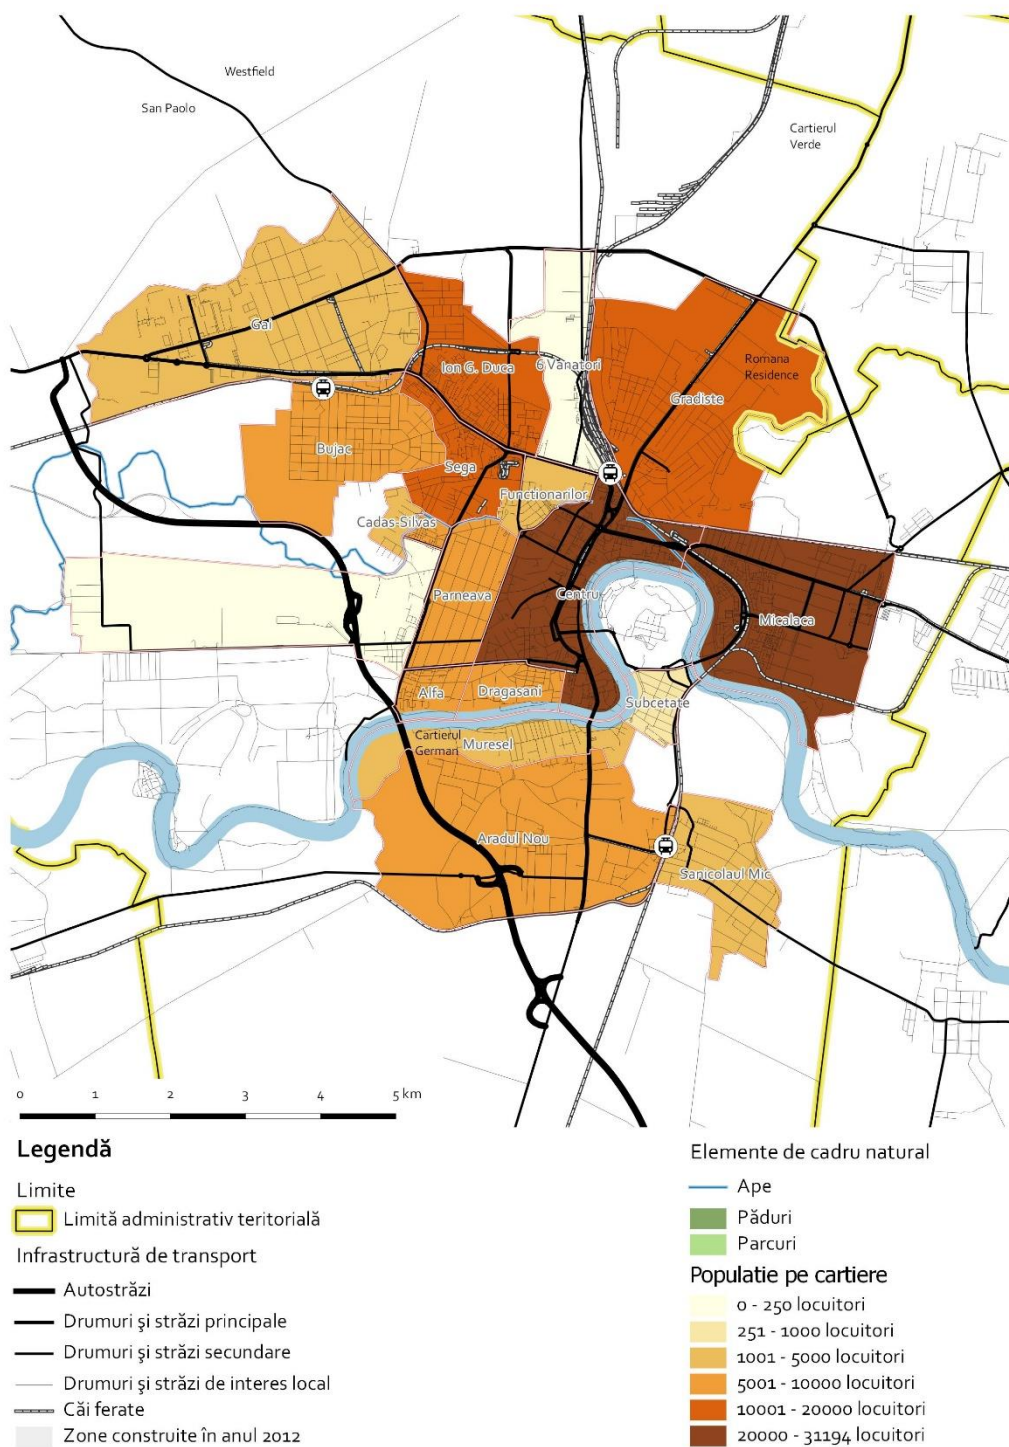 Westfield
San Paolo
Cartierul
Verde
Gai
Ion G. Duca
6 Vanatori
Romana
Residence
Gradiste
Bujac
Sega
Functionarilor
Cadas-Silvas
Parneava
Centru
Micalaca
Alfa
Dragasani
Subcetate
Cartierul
German
Muresel
Aradul Nou
Sanicolaul Mic
0 1 2 3 4 5 km
Legendă
Limite
Limită administrativ teritorială
Infrastructură de transport
Autostrăzi
Drumuri şi străzi principale
Drumuri şi străzi secundare
Drumuri şi străzi de interes local
Căi ferate
Zone construite în anul 2012
Elemente de cadru natural
Ape
Păduri
Parcuri
Populatie pe cartiere
0 - 250 locuitori
251 - 1000 locuitori
1001 - 5000 locuitori
5001 - 10000 locuitori
10001 - 20000 locuitori
20000 - 31194 locuitori